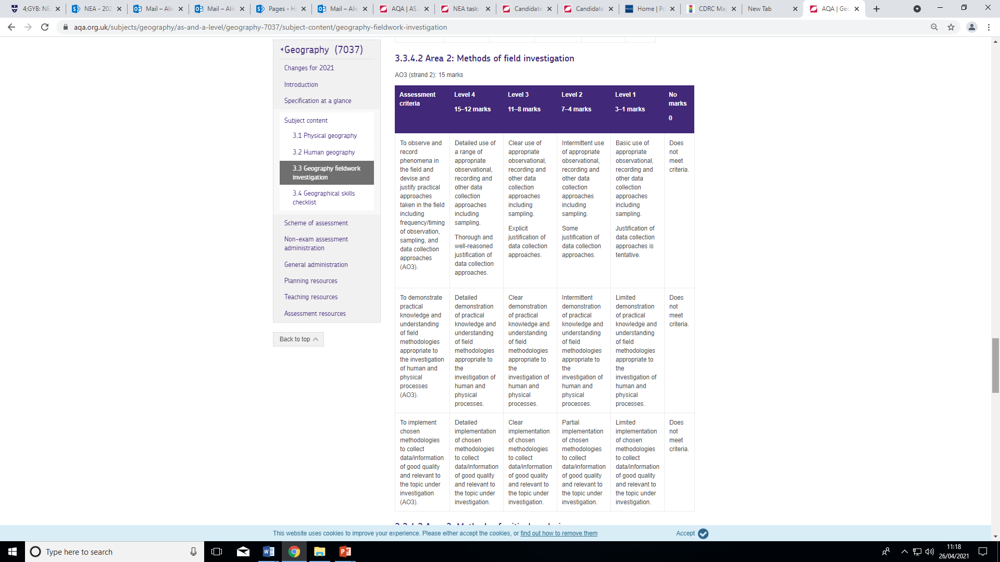 4;GYB: NE
NEA - 202
Mail – Alis
Mail – Alis
Pages - Ho
Mail – Alis
AQA | AS a
NEA task:
Candidate
Candidate
Home | Po
CDRC Ma
New Tab
AQA | Geo
aqa.org.uk/subjects/geography/as-and-a-level/geography-7037/subject-content/geography-fieldwork-investigation
Geography (7037)
Changes for 2021
Introduction
Specification at a glance
Subject content
3.1 Physical geography
3.2 Human geography
3.3 Geography fieldwork
investigation
3.4 Geographical skills
checklist
Scheme of assessment
Non-exam assessment
administration
General administration
Planning resources
Teaching resources
Assessment resources
Back to top
3.3.4.2 Area 2: Methods of field investigation
AO3 (strand 2): 15 marks
Assessment
criteria
Level 4
15–12 marks
Level 3
11–8 marks
Level 2
7–4 marks
Level 1
3–1 marks
No
marks
0
To observe and
record
phenomena in
the field and
devise and
justify practical
approaches
taken in the field
including
frequency/timing
of observation,
sampling, and
data collection
approaches
(AO3).
Detailed use of
a range of
appropriate
observational,
recording and
other data
collection
approaches
including
sampling.
Thorough and
well-reasoned
justification of
data collection
approaches.
Clear use of
appropriate
observational,
recording and
other data
collection
approaches
including
sampling.
Explicit
justification of
data collection
approaches.
Intermittent use
of appropriate
observational,
recording and
other data
collection
approaches
including
sampling.
Some
justification of
data collection
approaches.
Basic use of
appropriate
observational,
recording and
other data
collection
approaches
including
sampling.
Justification of
data collection
approaches is
tentative.
Does
not
meet
criteria.
To demonstrate
practical
knowledge and
understanding
of field
methodologies
appropriate to
the investigation
of human and
physical
processes
(AO3).
Detailed
demonstration
of practical
knowledge and
understanding
of field
methodologies
appropriate to
the
investigation of
human and
physical
processes.
Clear
demonstration
of practical
knowledge and
understanding
of field
methodologies
appropriate to
the
investigation of
human and
physical
processes.
Intermittent
demonstration
of practical
knowledge and
understanding
of field
methodologies
appropriate to
the
investigation of
human and
physical
processes.
Limited
demonstration
of practical
knowledge and
understanding
of field
methodologies
appropriate to
the
investigation of
human and
physical
processes.
Does
not
meet
criteria.
To implement
chosen
methodologies
to collect
data/information
of good quality
and relevant to
the topic under
investigation
(AO3).
Detailed
implementation
of chosen
methodologies
to collect
data/information
of good quality
and relevant to
the topic under
investigation.
Clear
implementation
of chosen
methodologies
to collect
data/information
of good quality
and relevant to
the topic under
investigation.
Partial
implementation
of chosen
methodologies
to collect
data/information
of good quality
and relevant to
the topic under
investigation.
Limited
implementation
of chosen
methodologies
to collect
data/information
of good quality
and relevant to
the topic under
investigation.
Does
not
meet
criteria.
This website uses cookies to improve your experience. Please either accept the cookies, or find out how to remove them
Accept
Type here to search
11:18
26/04/2021